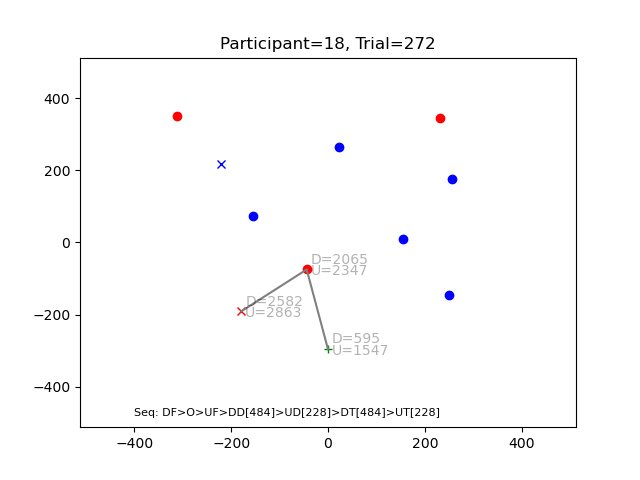 Participant=18, Trial=272
400
200
0
−200
−400
D=2065
U=2347
D=2582
U=2863
D=595
U=1547
Seq: DF>O>UF>DD[484]>UD[228]>DT[484]>UT[228]
−400
−200
0
200
400